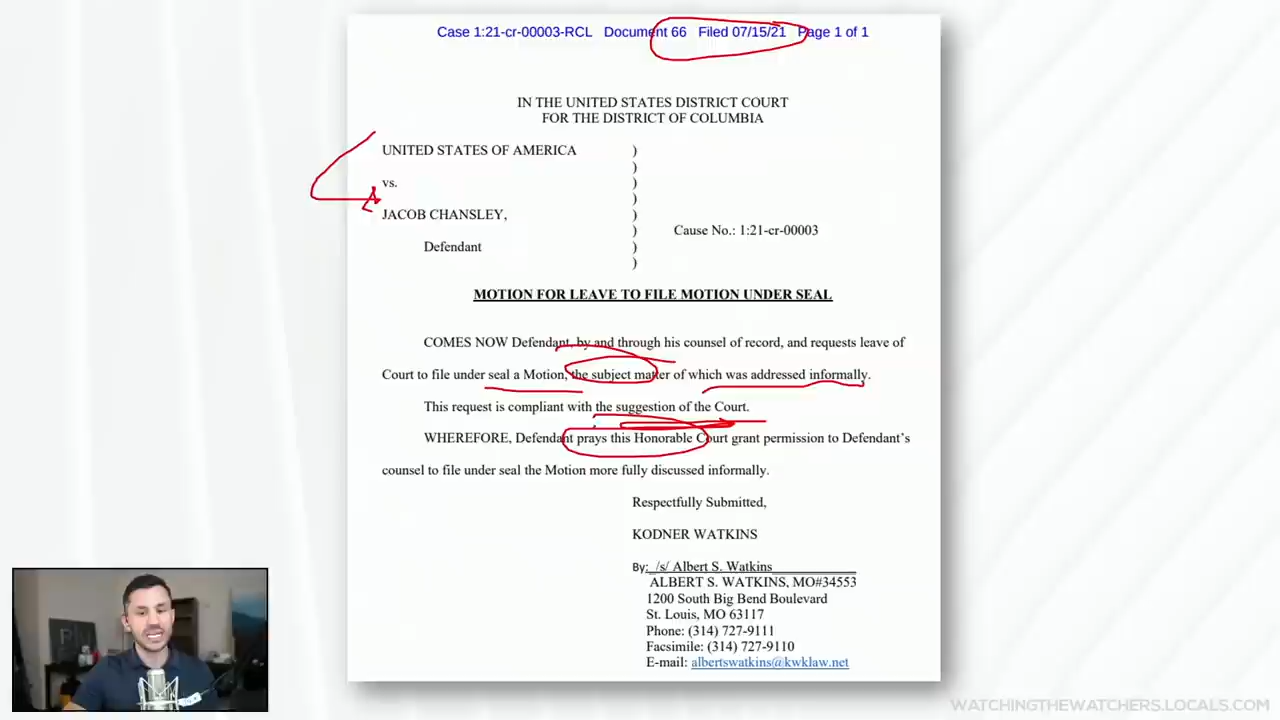 Case 1:21-cr-00003-RCL Document 66 Filed 07/15/21 Page 1 of 1
IN THE UNITED STATES DISTRICT COURT
FOR THE DISTRICT OF COLUMBIA
UNITED STATES OF AMERICA )
)
vs. )
)
JACOB CHANSLEY, )
) Cause No.: 1:21-cr-00003
Defendant )
)
MOTION FOR LEAVE TO FILE MOTION UNDER SEAL
COMES NOW Defendant, by and through his counsel of record, and requests leave of
Court to file under seal a Motion, the subject matter of which was addressed informally.
This request is compliant with the suggestion of the Court.
WHEREFORE, Defendant prays this Honorable Court grant permission to Defendant's
counsel to file under seal the Motion more fully discussed informally.
Respectfully Submitted,
KODNER WATKINS
By: /s/ Albert S. Watkins
ALBERT S. WATKINS, MO#34553
1200 South Big Bend Boulevard
St. Louis, MO 63117
Phone: (314) 727-9111
Facsimile: (314) 727-9110
E-mail: albertswatkins@kwklaw.net
WATCHINGTHEWATCHERS.LOCALS.COM